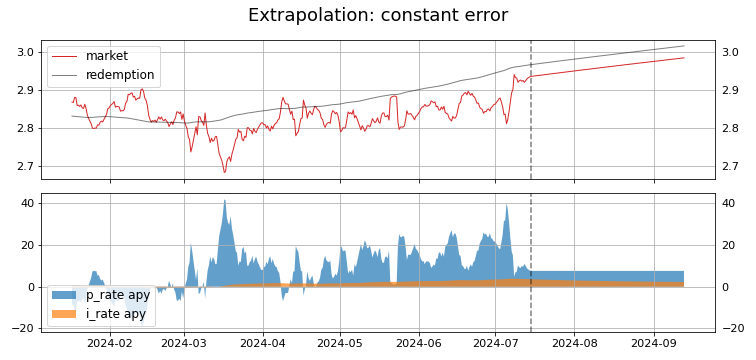 Extrapolation: constant error
market
redemption
3.0 3.0
2.9 2.9
2.8 2.8
2.7 2.7
40 40
20 20
0 0
−20 −20
p_rate apy
i_rate apy
2024-02 2024-03 2024-04 2024-05 2024-06 2024-07 2024-08 2024-09